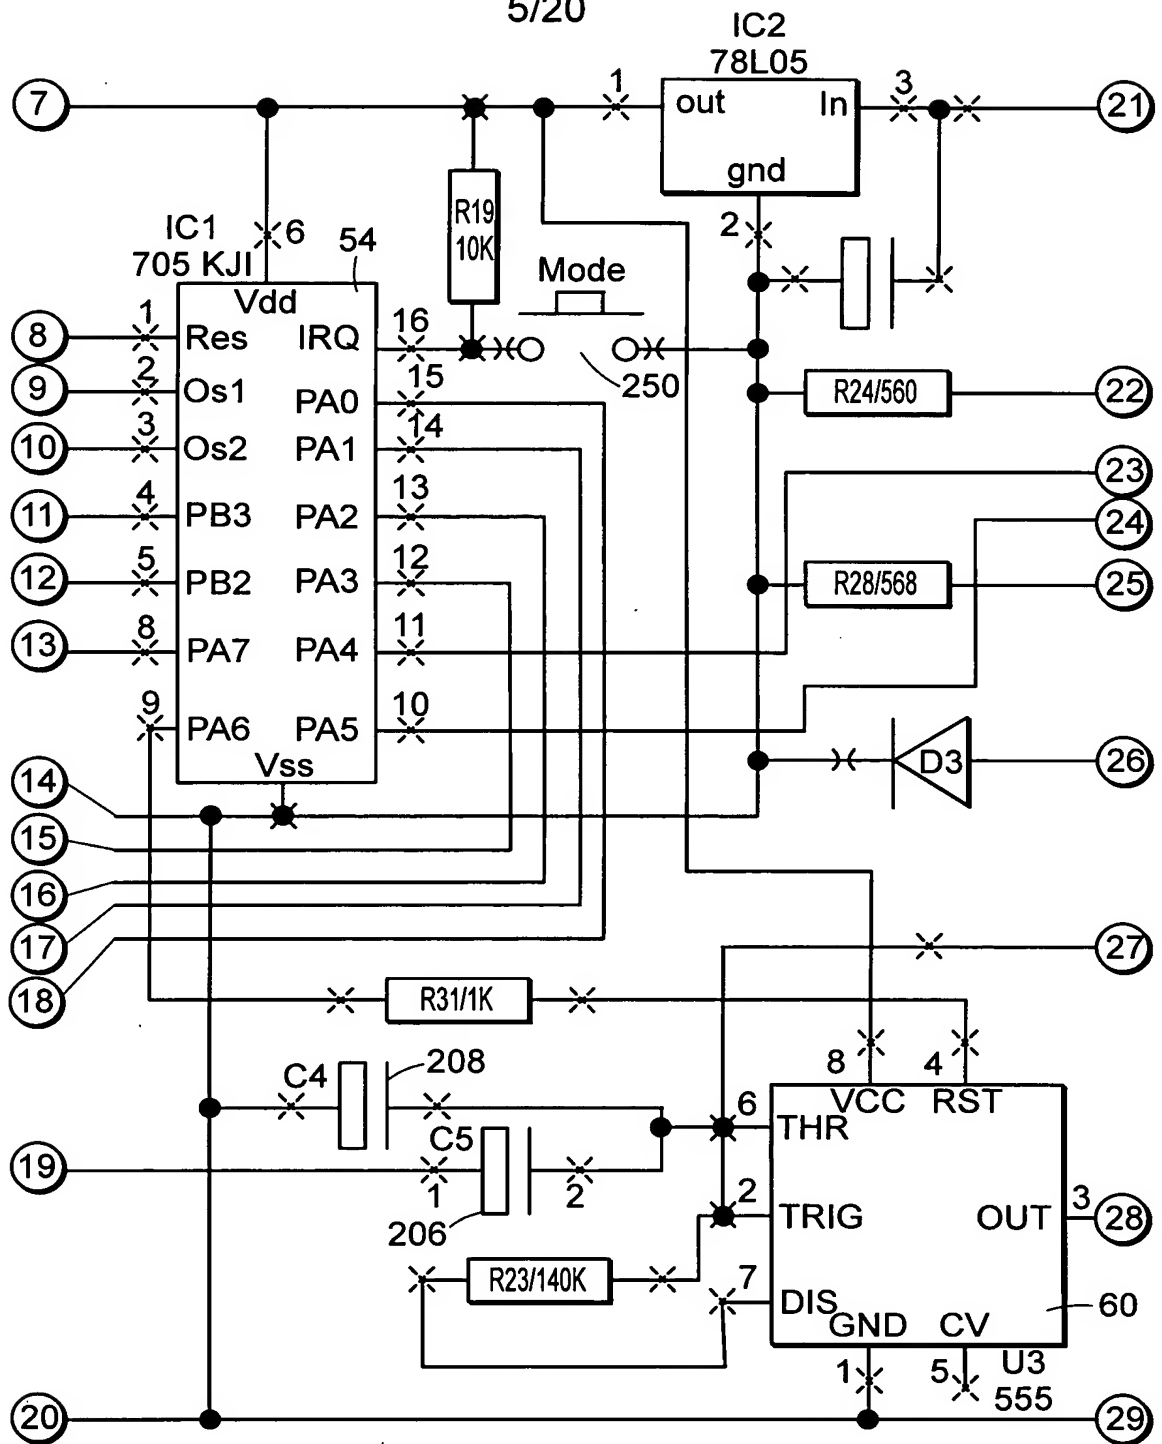 5/20
IC2
78L05
7
1
out
In
3
21
gnd
2
R19
10K
IC1
705 KJI
6
54
Vdd
Mode
8
1
Res
IRQ
16
250
9
2
Os1
PA0
15
R24/560
22
10
3
Os2
PA1
14
23
11
4
PB3
PA2
13
24
12
5
PB2
PA3
12
R28/568
25
13
8
PA7
PA4
11
9
PA6
PA5
10
Vss
D3
26
14
15
16
17
27
18
R31/1K
8
4
C4
208
VCC
RST
6
THR
C5
19
1
2
2
TRIG
OUT
3
28
206
R23/140K
7
DIS
60
GND
CV
1
5
U3
555
20
29